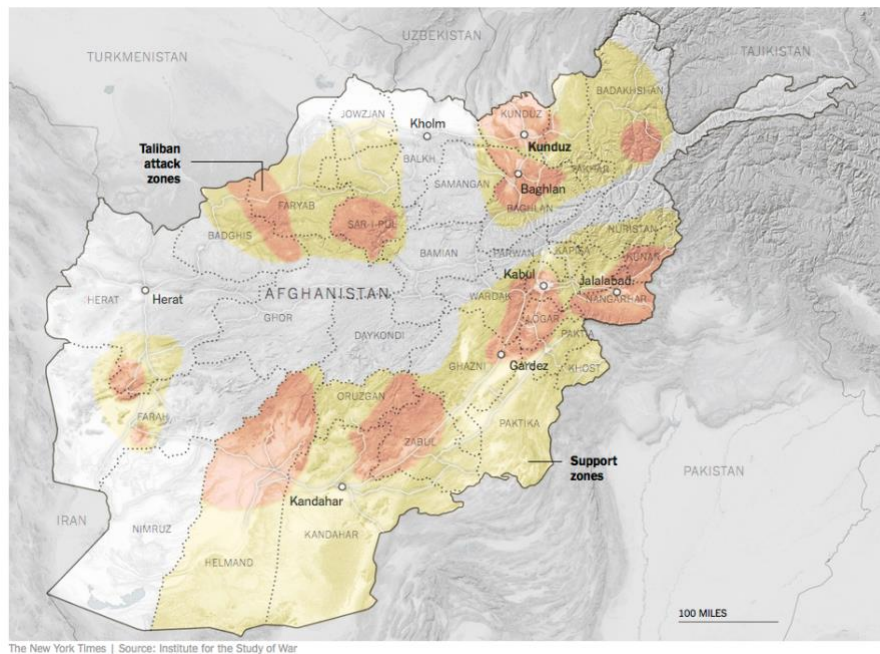 UZBEKISTAN
TURKMENISTAN
TAJIKISTAN
BADAKHSHAN
JOWZJAN
KUNDUZ
Kholm
Kunduz
Taliban
attack
zones
BALKH
TAKHAR
SAMANGAN
Baghlan
FARYAB
BAGHLAN
SAR-I-PUL
NURISTAN
BADGHIS
BAMIAN
PARWAN
KAPISA
KUNAR
Kabul
Jalalabad
HERAT
Herat
AFGHANISTAN
WARDAK
NANGARHAR
GHOR
LOGAR
DAYKONDI
PAKTIA
GHAZNI
Gardez
KHOST
ORUZGAN
FARAH
PAKTIKA
ZABUL
Support
zones
PAKISTAN
Kandahar
IRAN
NIMRUZ
KANDAHAR
HELMAND
100 MILES
The New York Times | Source: Institute for the Study of War